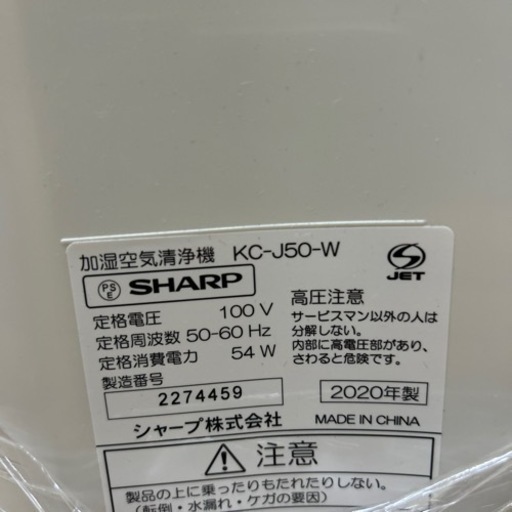 加湿空気清浄機 KC-J50-W
PS E SHARP
JET
定格電圧 100 V
定格周波数 50-60 Hz
定格消費電力 54 W
製造番号
2274459
シャープ株式会社
高圧注意
サービスマン以外の人は
分解しない。
内部に高電圧部があり、
さわると危険です。
2020年製
MADE IN CHINA
注意
製品の上に乗ったりもたれたりしない。
(転倒・水漏れ・ケガの要因)